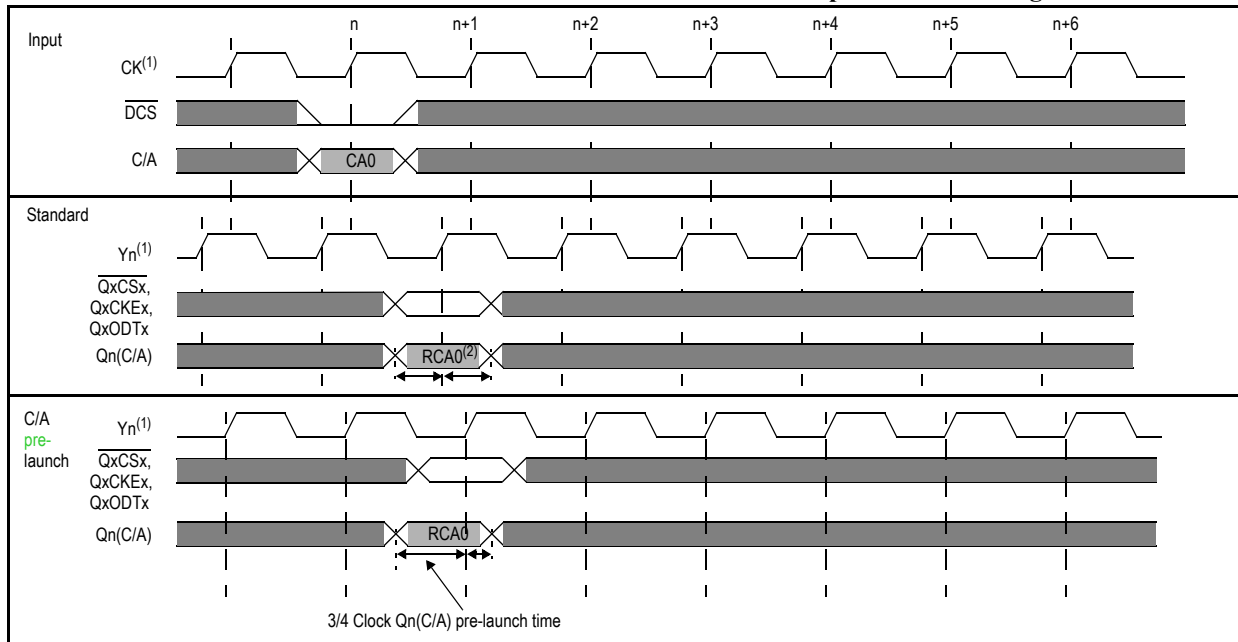 n n+1 n+2 n+3 n+4 n+5 n+6
Input
CK(1)
DCS
C/A
CA0
Standard
Yn(1)
QxCSx,
QxCKEx,
QxODTx
Qn(C/A)
RCA0(2)
C/A
pre-
launch
Yn(1)
QxCSx,
QxCKEx,
QxODTx
Qn(C/A)
RCA0
3/4 Clock Qn(C/A) pre-launch time